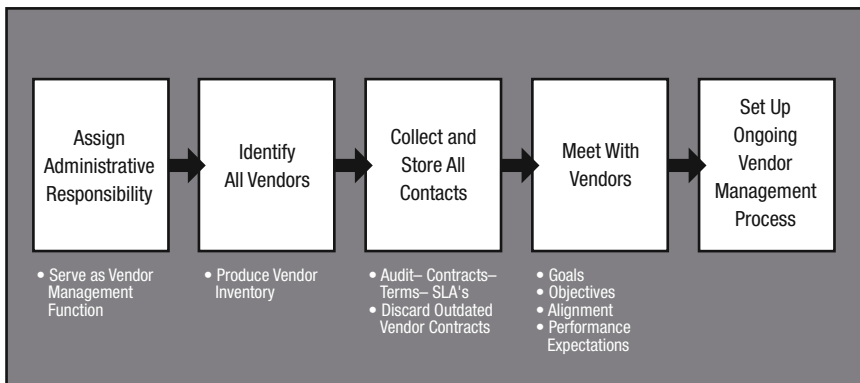 Assign
Administrative
Responsibility
Identify
All Vendors
Collect and
Store All
Contacts
Meet With
Vendors
Set Up
Ongoing
Vendor
Management
Process
• Serve as Vendor
Management
Function
• Produce Vendor
Inventory
• Audit– Contracts–
Terms– SLA's
• Discard Outdated
Vendor Contracts
• Goals
• Objectives
• Alignment
• Performance
Expectations